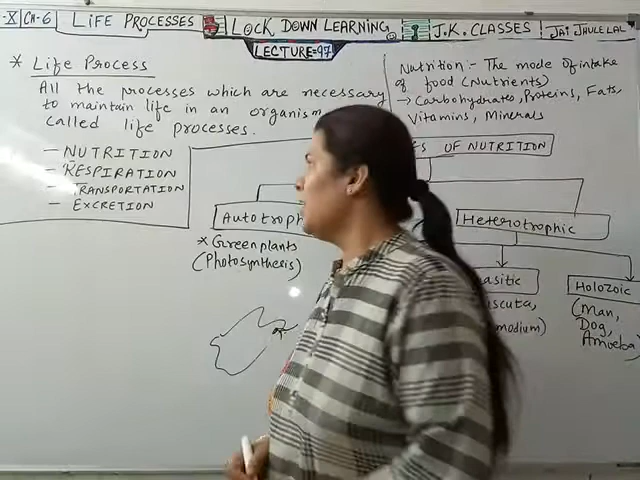 X|CH-6 LIFE PROCESSES LOCK DOWN LEARNING J.K. CLASSES JAI JHULELAL
LECTURE=97
* Life Process
All the processes which are necessary
to maintain life in an organism
called life processes.
- NUTRITION
- RESPIRATION
- TRANSPORTATION
- EXCRETION
Nutrition:- The mode of intake
of food (Nutrients)
→ Carbohydrates, Proteins, Fats,
Vitamins, Minerals
OF NUTRITION
Autotroph
* Green plants
(Photosynthesis)
Heterotrophic
asitic
scuta,
modium)
Holozoic
(Man,
Dog,
Amoeba)